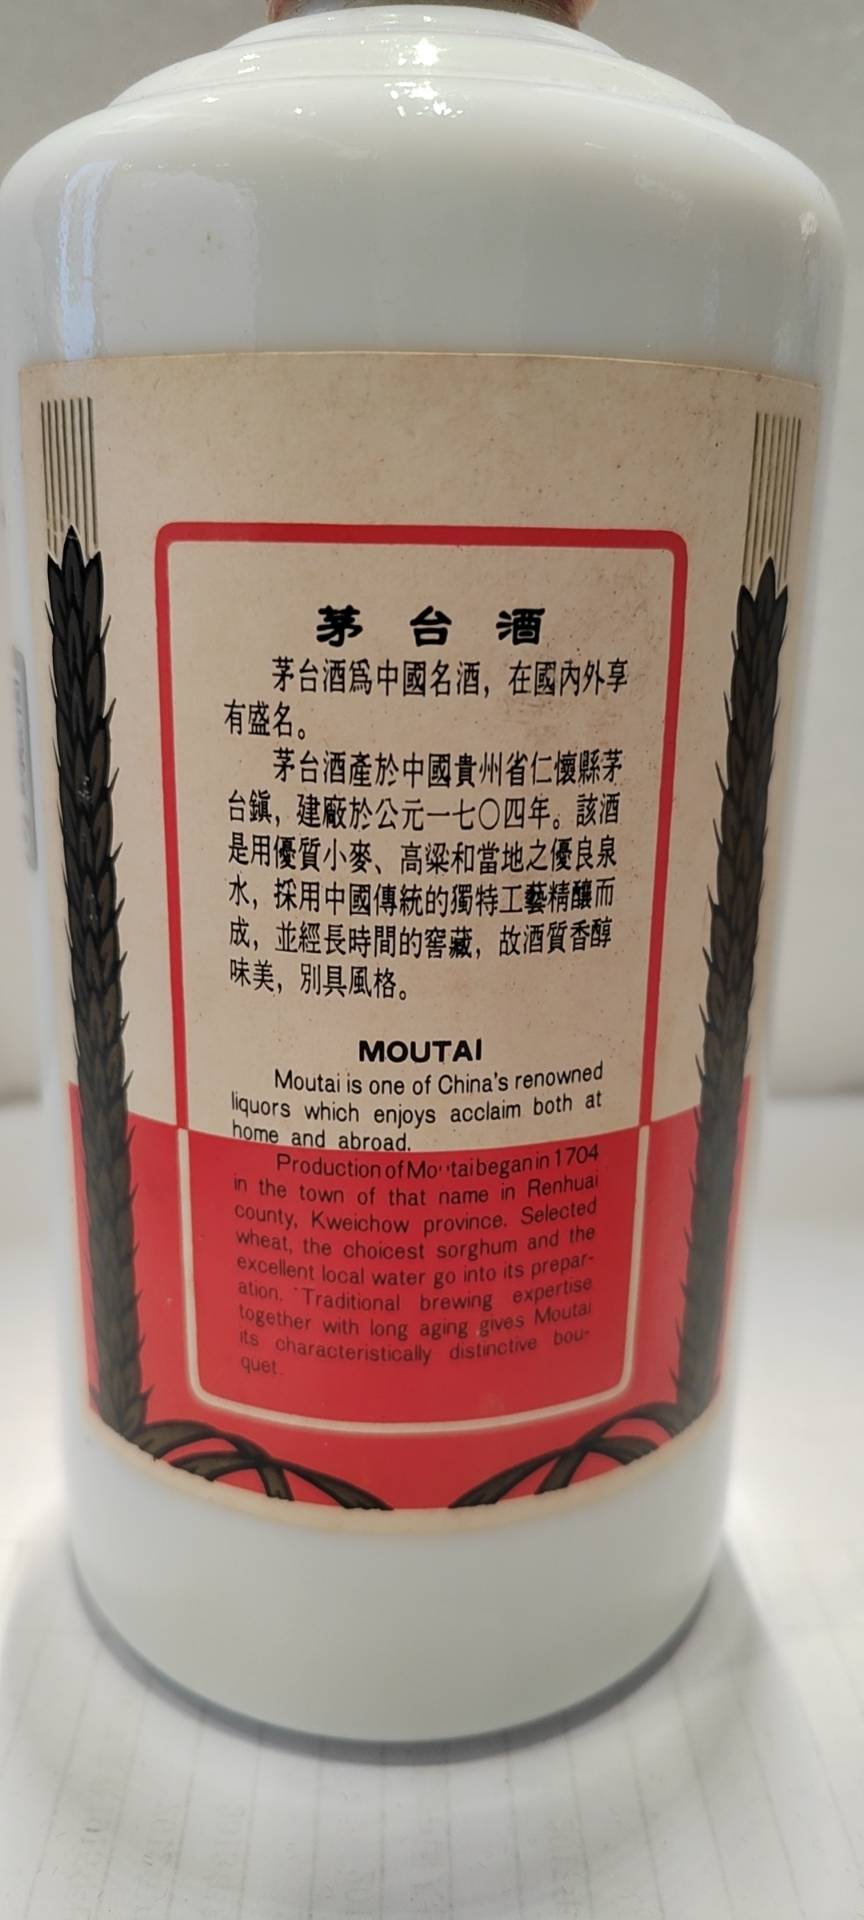 茅台酒
茅台酒爲中國名酒，在國內外享
有盛名。
茅台酒產於中國貴州省仁懷縣茅
台鎮，建廠於公元一七〇四年。該酒
是用優質小麥、高粱和當地之優良泉
水，採用中國傳統的獨特工藝精釀而
成，並經長時間的窖藏，故酒質香醇
味美，別具風格。
MOUTAI
Moutai is one of China's renowned
liquors which enjoys acclaim both at
home and abroad.
Production of Moutai began in 1704
in the town of that name in Renhuai
county, Kweichow province. Selected
wheat, the choicest sorghum and the
excellent local water go into its prepar-
ation. Traditional brewing expertise
together with long aging gives Moutai
its characteristically distinctive bou-
quet.